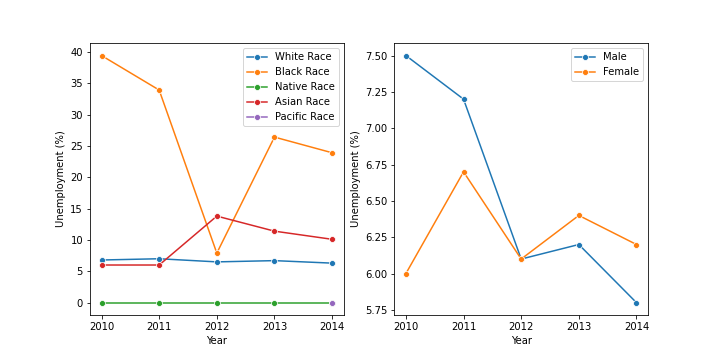 40
35
30
25
20
15
10
5
0
Unemployment (%)
2010 2011 2012 2013 2014
Year
White Race
Black Race
Native Race
Asian Race
Pacific Race
7.50
7.25
7.00
6.75
6.50
6.25
6.00
5.75
Unemployment (%)
2010 2011 2012 2013 2014
Year
Male
Female